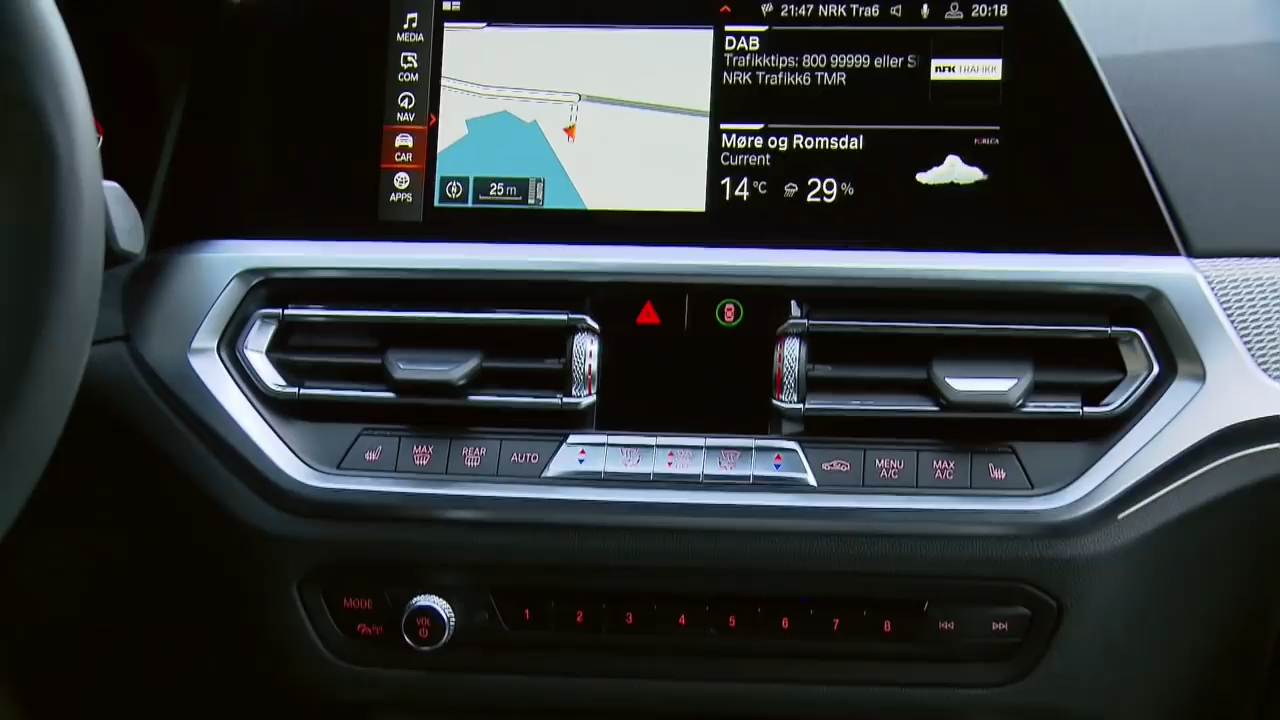 21:47 NRK Tra6
20:18
MEDIA
COM
NAV
CAR
APPS
25 m
DAB
Trafikktips: 800 99999 eller S
NRK Trafikk6 TMR
NRK TRAFIKK
Møre og Romsdal
Current
14 °C
29 %
MAX
REAR
AUTO
MENU
A/C
MAX
A/C
MODE
VOL
1 2 3 4 5 6 7 8